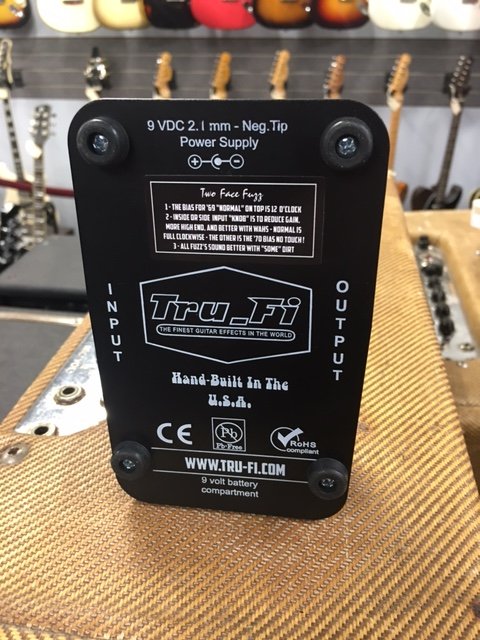 9 VDC 2.1 mm - Neg.Tip
Power Supply
Two Face Fuzz
1 - THE BIAS FOR '69 "NORMAL" ON TOP IS 12 O'CLOCK
2 - INSIDE OR SIDE INPUT "KNOB" IS TO REDUCE GAIN,
MORE HIGH END, AND BETTER WITH WAHS - NORMAL IS
FULL CLOCKWISE - THE OTHER IS THE '70 BIAS NO TOUCH !
3 - ALL FUZZ'S SOUND BETTER WITH "SOME" DIRT
INPUT
OUTPUT
Tru_Fi
THE FINEST GUITAR EFFECTS IN THE WORLD
Hand-Built In The
U.S.A.
CE
Pb
Pb-Free
RoHS
compliant
WWW.TRU-FI.COM
9 volt battery
compartment